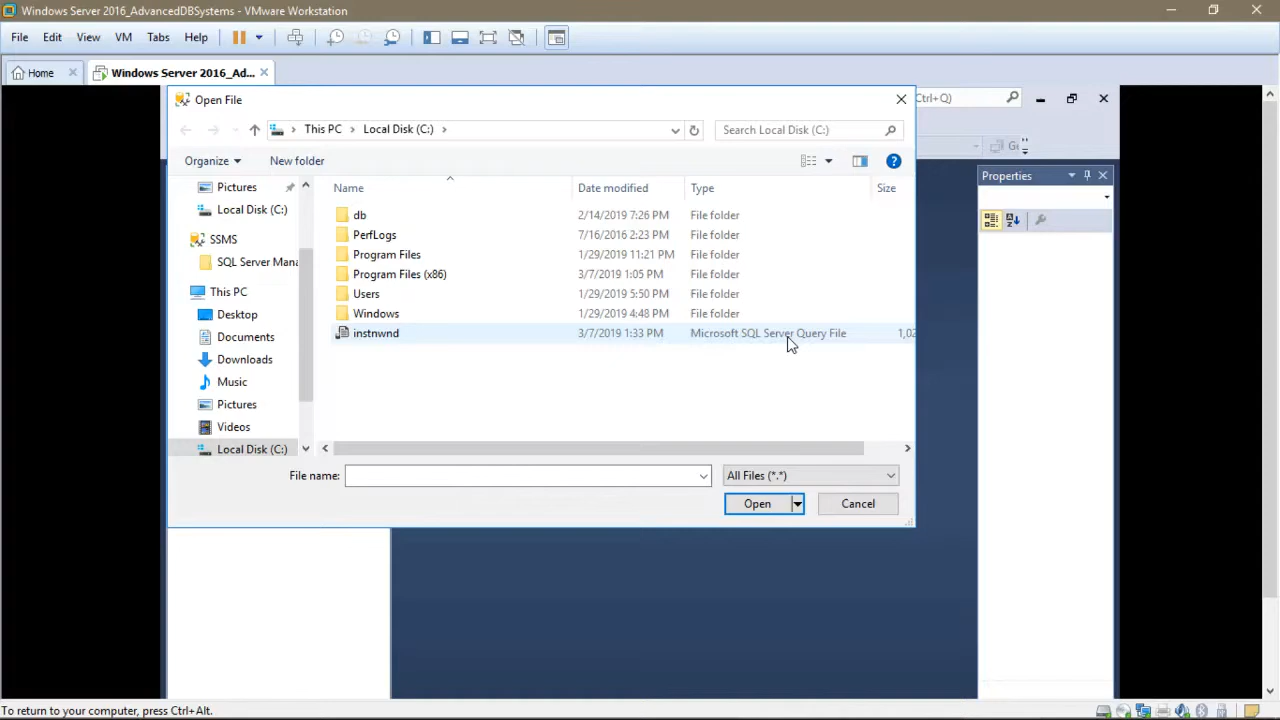 Windows Server 2016_AdvancedDBSystems - VMware Workstation
File Edit View VM Tabs Help
Home Windows Server 2016_Ad...
Open File
Ctrl+Q)
This PC Local Disk (C:) Search Local Disk (C:)
Organize New folder
Properties
Name Date modified Type Size
Pictures
Local Disk (C:)
SSMS
SQL Server Mana
This PC
Desktop
Documents
Downloads
Music
Pictures
Videos
Local Disk (C:)
db 2/14/2019 7:26 PM File folder
PerfLogs 7/16/2016 2:23 PM File folder
Program Files 1/29/2019 11:21 PM File folder
Program Files (x86) 3/7/2019 1:05 PM File folder
Users 1/29/2019 5:50 PM File folder
Windows 1/29/2019 4:48 PM File folder
instnwnd 3/7/2019 1:33 PM Microsoft SQL Server Query File 1,02
File name: All Files (*.*)
Open Cancel
To return to your computer, press Ctrl+Alt.